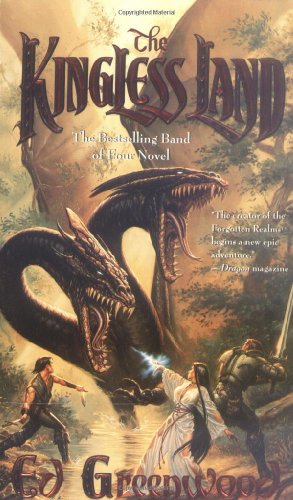 The
Kingless Land
The Bestselling Band
of Four Novel
"The creator of the
Forgotten Realms
begins a new epic
adventure."
— Dragon magazine
Ed Greenwood